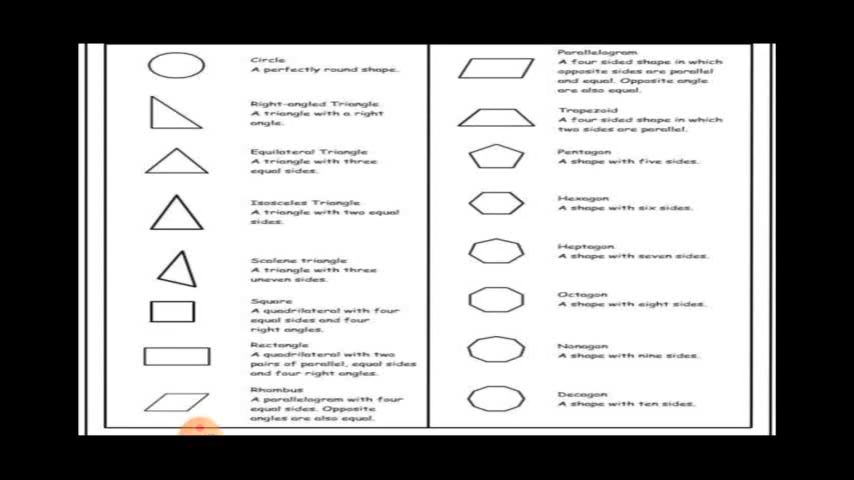 Circle
A perfectly round shape.
Right-angled Triangle
A triangle with a right
angle.
Equilateral Triangle
A triangle with three
equal sides.
Isosceles Triangle
A triangle with two equal
sides.
Scalene triangle
A triangle with three
uneven sides.
Square
A quadrilateral with four
equal sides and four
right angles.
Rectangle
A quadrilateral with two
pairs of parallel, equal sides
and four right angles.
Rhombus
A parallelogram with four
equal sides. Opposite
angles are also equal.
Parallelogram
A four sided shape in which
opposite sides are parallel
and equal. Opposite angle
are also equal.
Trapezoid
A four sided shape in which
two sides are parallel.
Pentagon
A shape with five sides.
Hexagon
A shape with six sides.
Heptagon
A shape with seven sides.
Octagon
A shape with eight sides.
Nonagon
A shape with nine sides.
Decagon
A shape with ten sides.